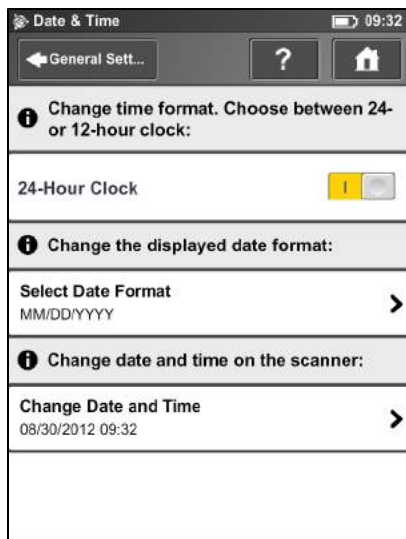 Date & Time 09:32
General Sett... ?
Change time format. Choose between 24-
or 12-hour clock:
24-Hour Clock I
Change the displayed date format:
Select Date Format
MM/DD/YYYY
Change date and time on the scanner:
Change Date and Time
08/30/2012 09:32